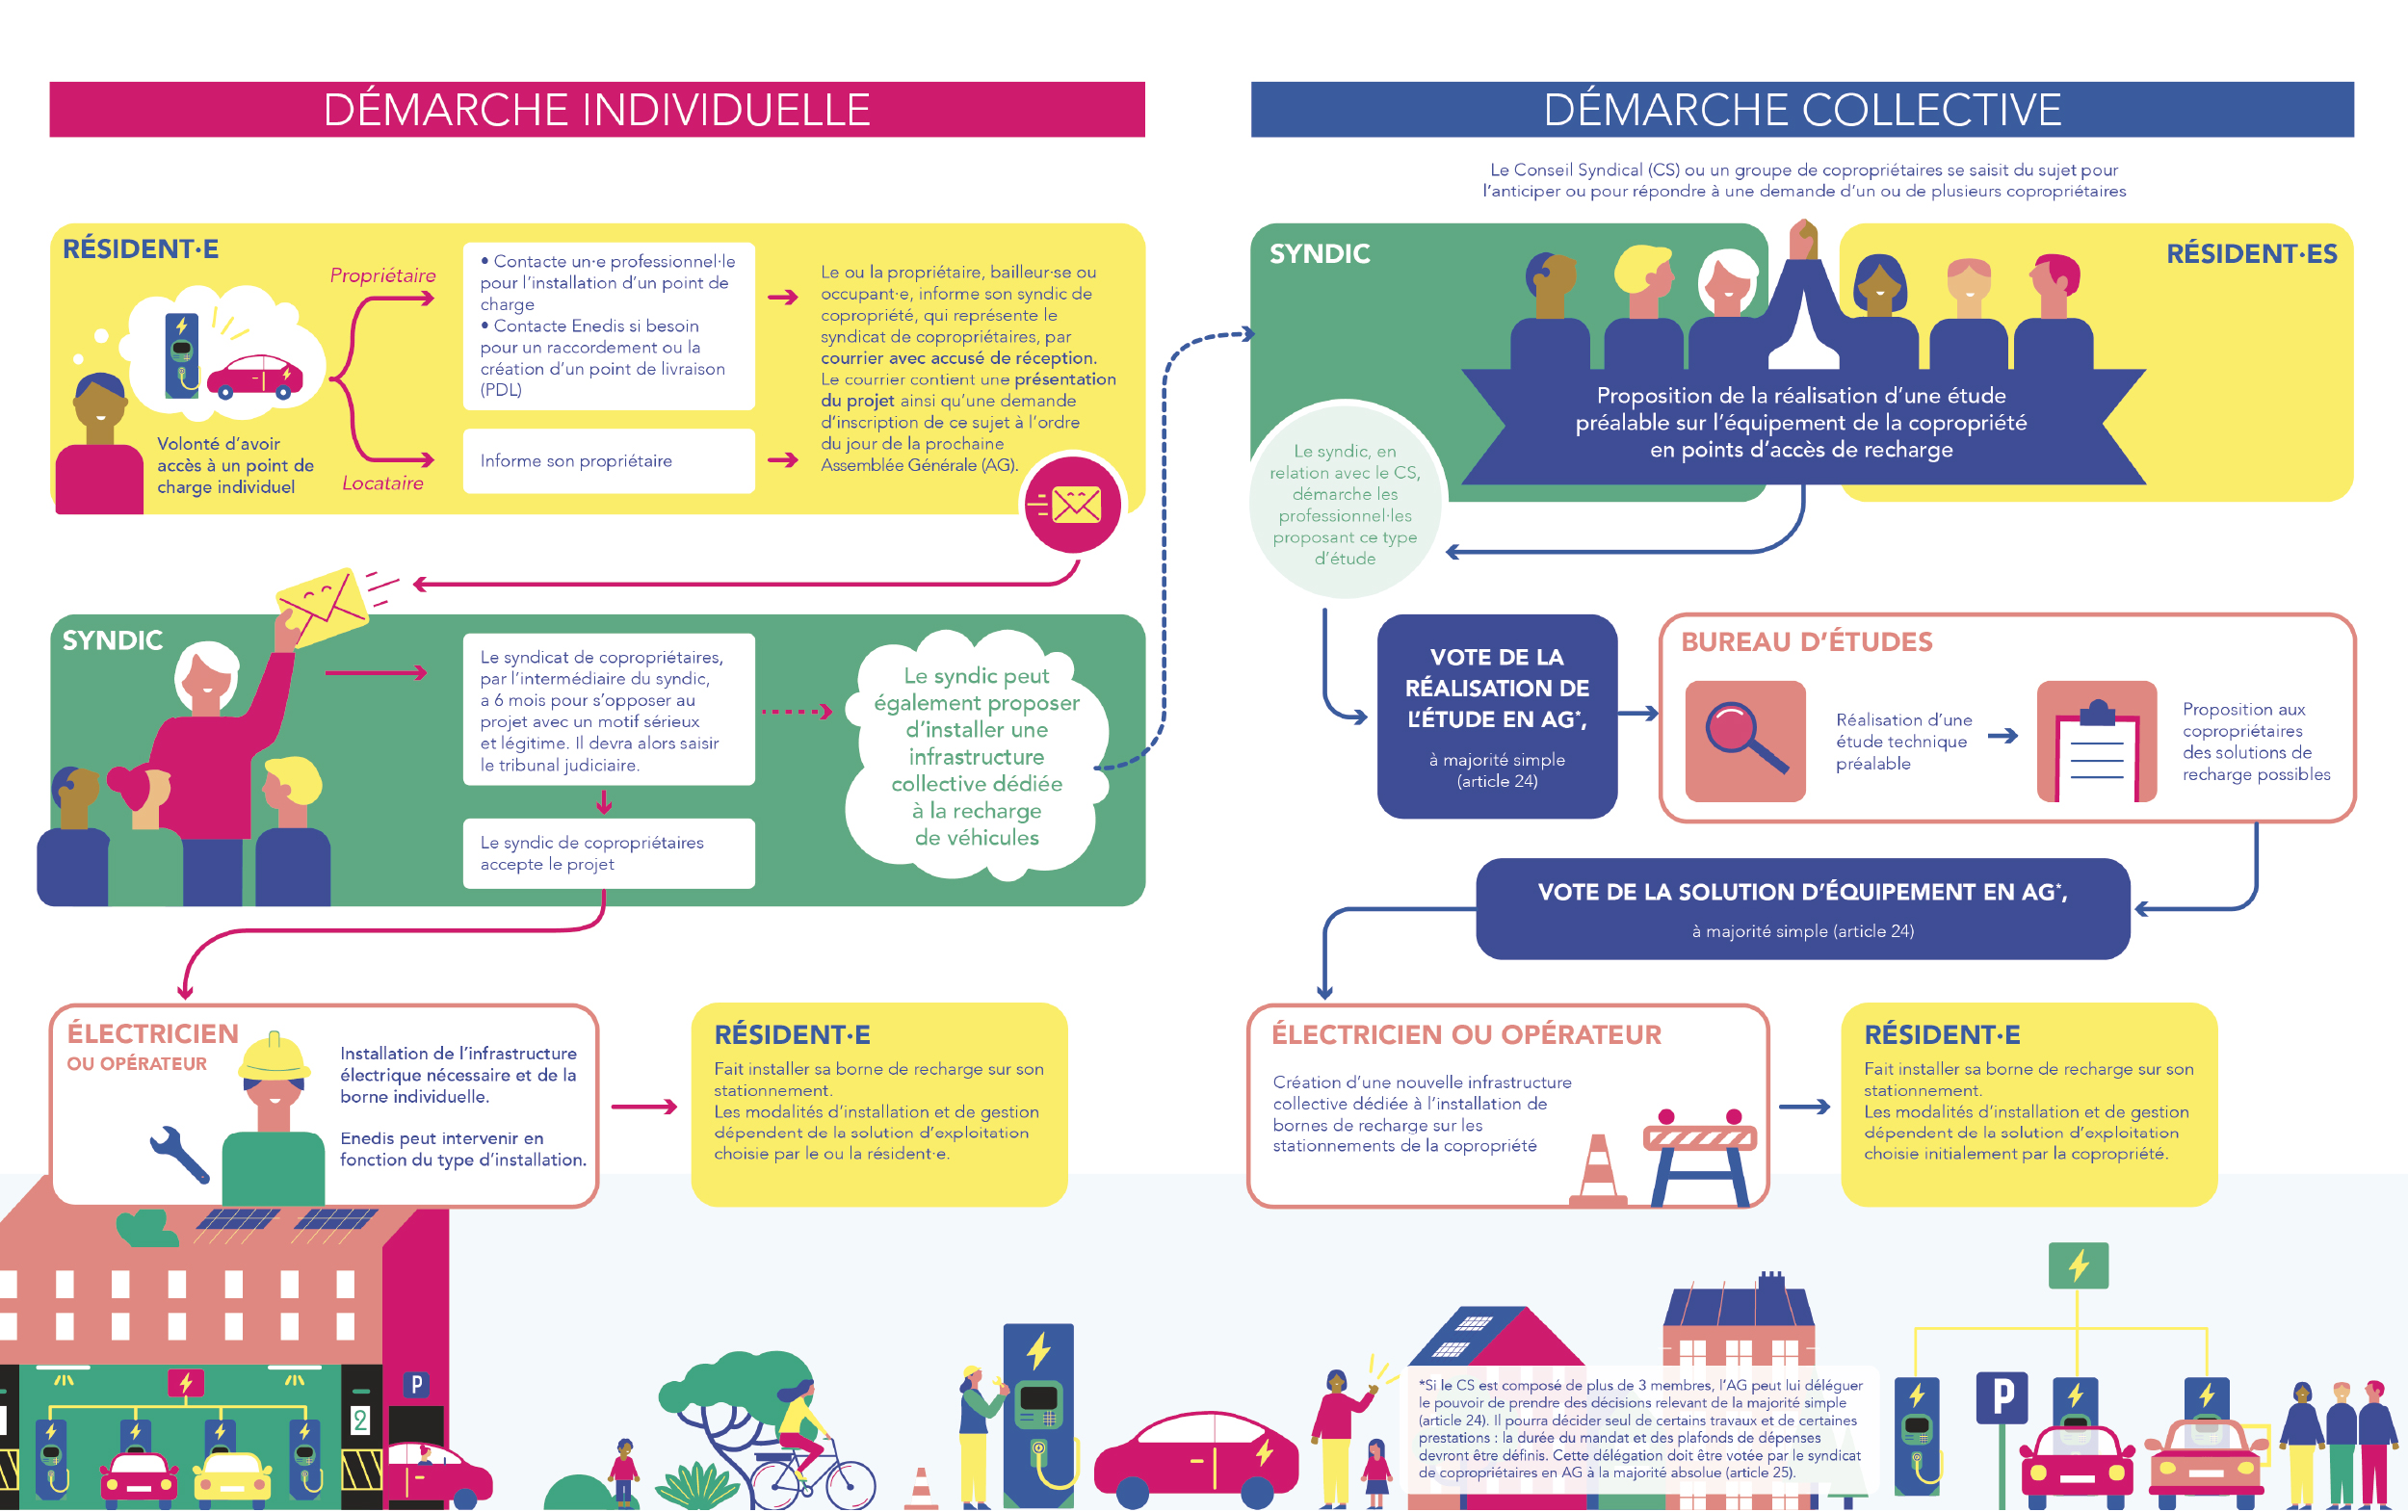 DÉMARCHE INDIVIDUELLE
RÉSIDENT·E
Volonté d'avoir
accès à un point de
charge individuel
Propriétaire
• Contacte un·e professionnel·le
pour l'installation d'un point de
charge
• Contacte Enedis si besoin
pour un raccordement ou la
création d'un point de livraison
(PDL)
Locataire
Informe son propriétaire
Le ou la propriétaire, bailleur·se ou
occupant·e, informe son syndic de
copropriété, qui représente le
syndicat de copropriétaires, par
courrier avec accusé de réception.
Le courrier contient une présentation
du projet ainsi qu'une demande
d'inscription de ce sujet à l'ordre
du jour de la prochaine
Assemblée Générale (AG).
SYNDIC
Le syndicat de copropriétaires,
par l'intermédiaire du syndic,
a 6 mois pour s'opposer au
projet avec un motif sérieux
et légitime. Il devra alors saisir
le tribunal judiciaire.
Le syndic de copropriétaires
accepte le projet
Le syndic peut
également proposer
d'installer une
infrastructure
collective dédiée
à la recharge
de véhicules
ÉLECTRICIEN
OU OPÉRATEUR
Installation de l'infrastructure
électrique nécessaire et de la
borne individuelle.
Enedis peut intervenir en
fonction du type d'installation.
RÉSIDENT·E
Fait installer sa borne de recharge sur son
stationnement.
Les modalités d'installation et de gestion
dépendent de la solution d'exploitation
choisie par le ou la résident·e.
DÉMARCHE COLLECTIVE
Le Conseil Syndical (CS) ou un groupe de copropriétaires se saisit du sujet pour
l'anticiper ou pour répondre à une demande d'un ou de plusieurs copropriétaires
SYNDIC
RÉSIDENT·ES
Proposition de la réalisation d'une étude
préalable sur l'équipement de la copropriété
en points d'accès de recharge
Le syndic, en
relation avec le CS,
démarche les
professionnel·les
proposant ce type
d'étude
VOTE DE LA
RÉALISATION DE
L'ÉTUDE EN AG*,
à majorité simple
(article 24)
BUREAU D'ÉTUDES
Réalisation d'une
étude technique
préalable
Proposition aux
copropriétaires
des solutions de
recharge possibles
VOTE DE LA SOLUTION D'ÉQUIPEMENT EN AG*,
à majorité simple (article 24)
ÉLECTRICIEN OU OPÉRATEUR
Création d'une nouvelle infrastructure
collective dédiée à l'installation de
bornes de recharge sur les
stationnements de la copropriété
RÉSIDENT·E
Fait installer sa borne de recharge sur son
stationnement.
Les modalités d'installation et de gestion
dépendent de la solution d'exploitation
choisie initialement par la copropriété.
2
P
*Si le CS est composé de plus de 3 membres, l'AG peut lui déléguer
le pouvoir de prendre des décisions relevant de la majorité simple
(article 24). Il pourra décider seul de certains travaux et de certaines
prestations : la durée du mandat et des plafonds de dépenses
devront être définis. Cette délégation doit être votée par le syndicat
de copropriétaires en AG à la majorité absolue (article 25).
P